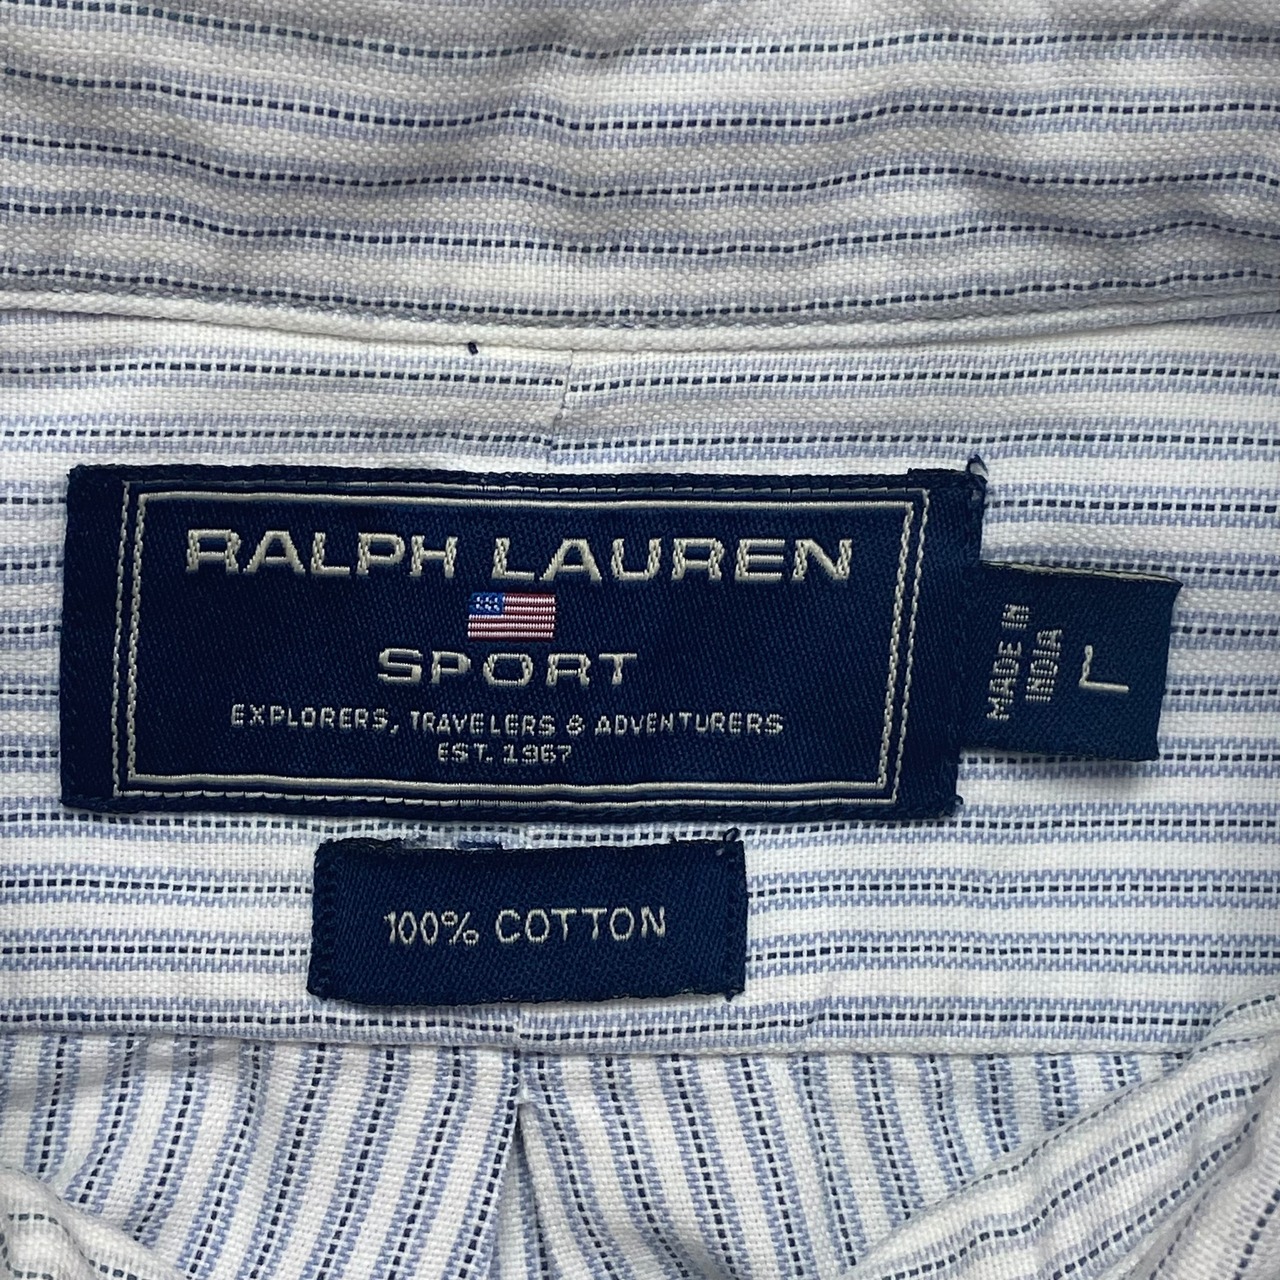 RALPH LAUREN
SPORT
EXPLORERS, TRAVELERS & ADVENTURERS
EST. 1967
MADE IN
INDIA
L
100% COTTON